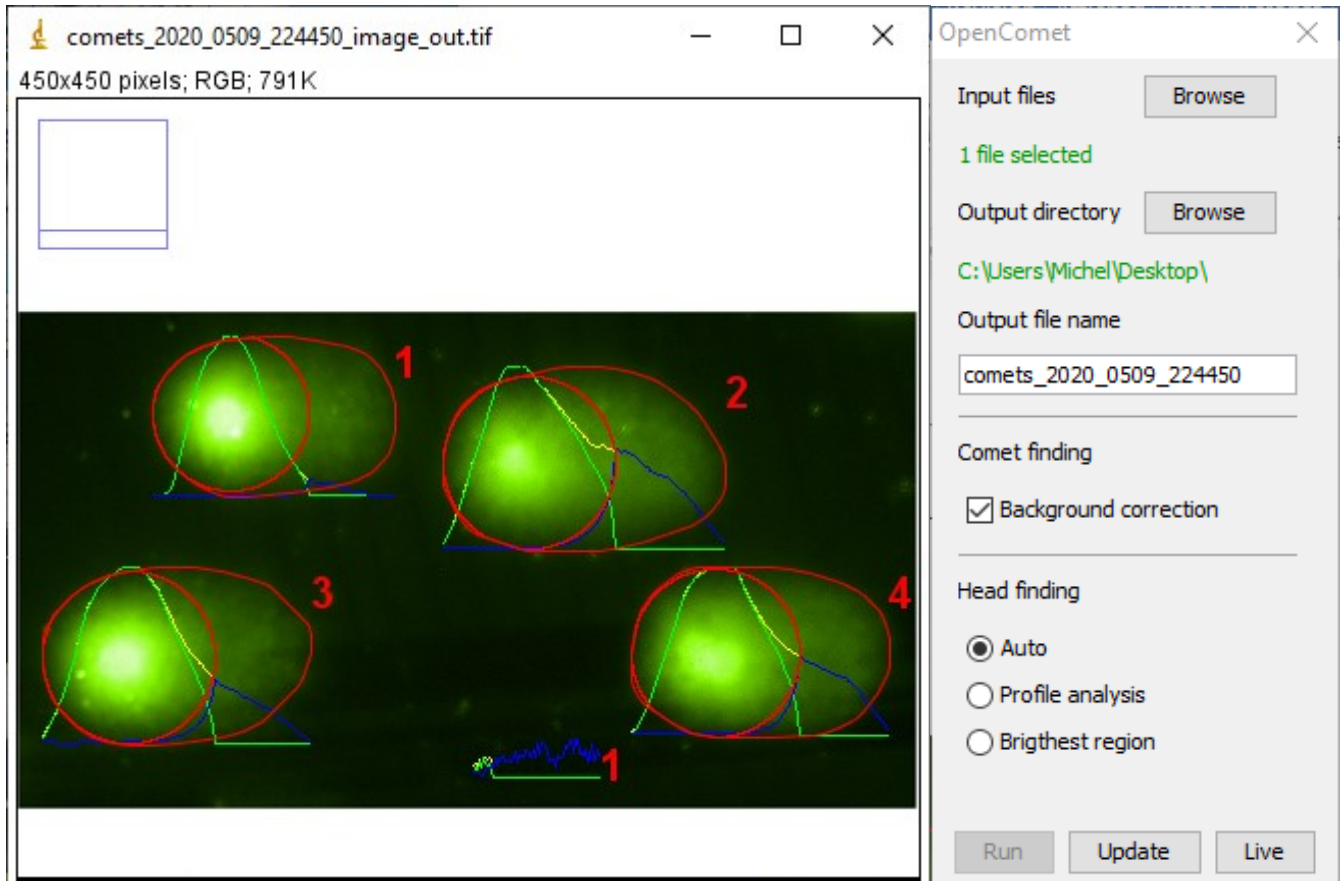 comets_2020_0509_224450_image_out.tif
450x450 pixels; RGB; 791K
1
2
3
4
1
OpenComet
Input files
Browse
1 file selected
Output directory
Browse
C:\Users\Michel\Desktop\
Output file name
comets_2020_0509_224450
Comet finding
Background correction
Head finding
Auto
Profile analysis
Brigthest region
Run
Update
Live